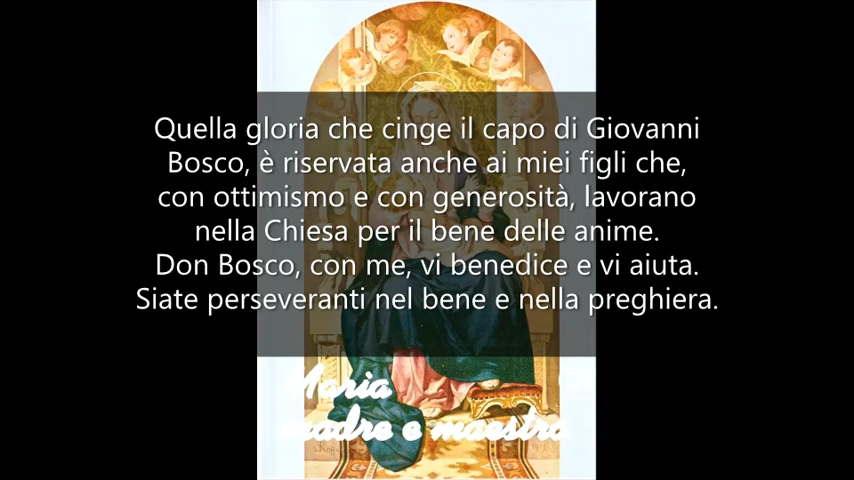 Quella gloria che cinge il capo di Giovanni
Bosco, è riservata anche ai miei figli che,
con ottimismo e con generosità, lavorano
nella Chiesa per il bene delle anime.
Don Bosco, con me, vi benedice e vi aiuta.
Siate perseveranti nel bene e nella preghiera.
Maria
madre e maestra